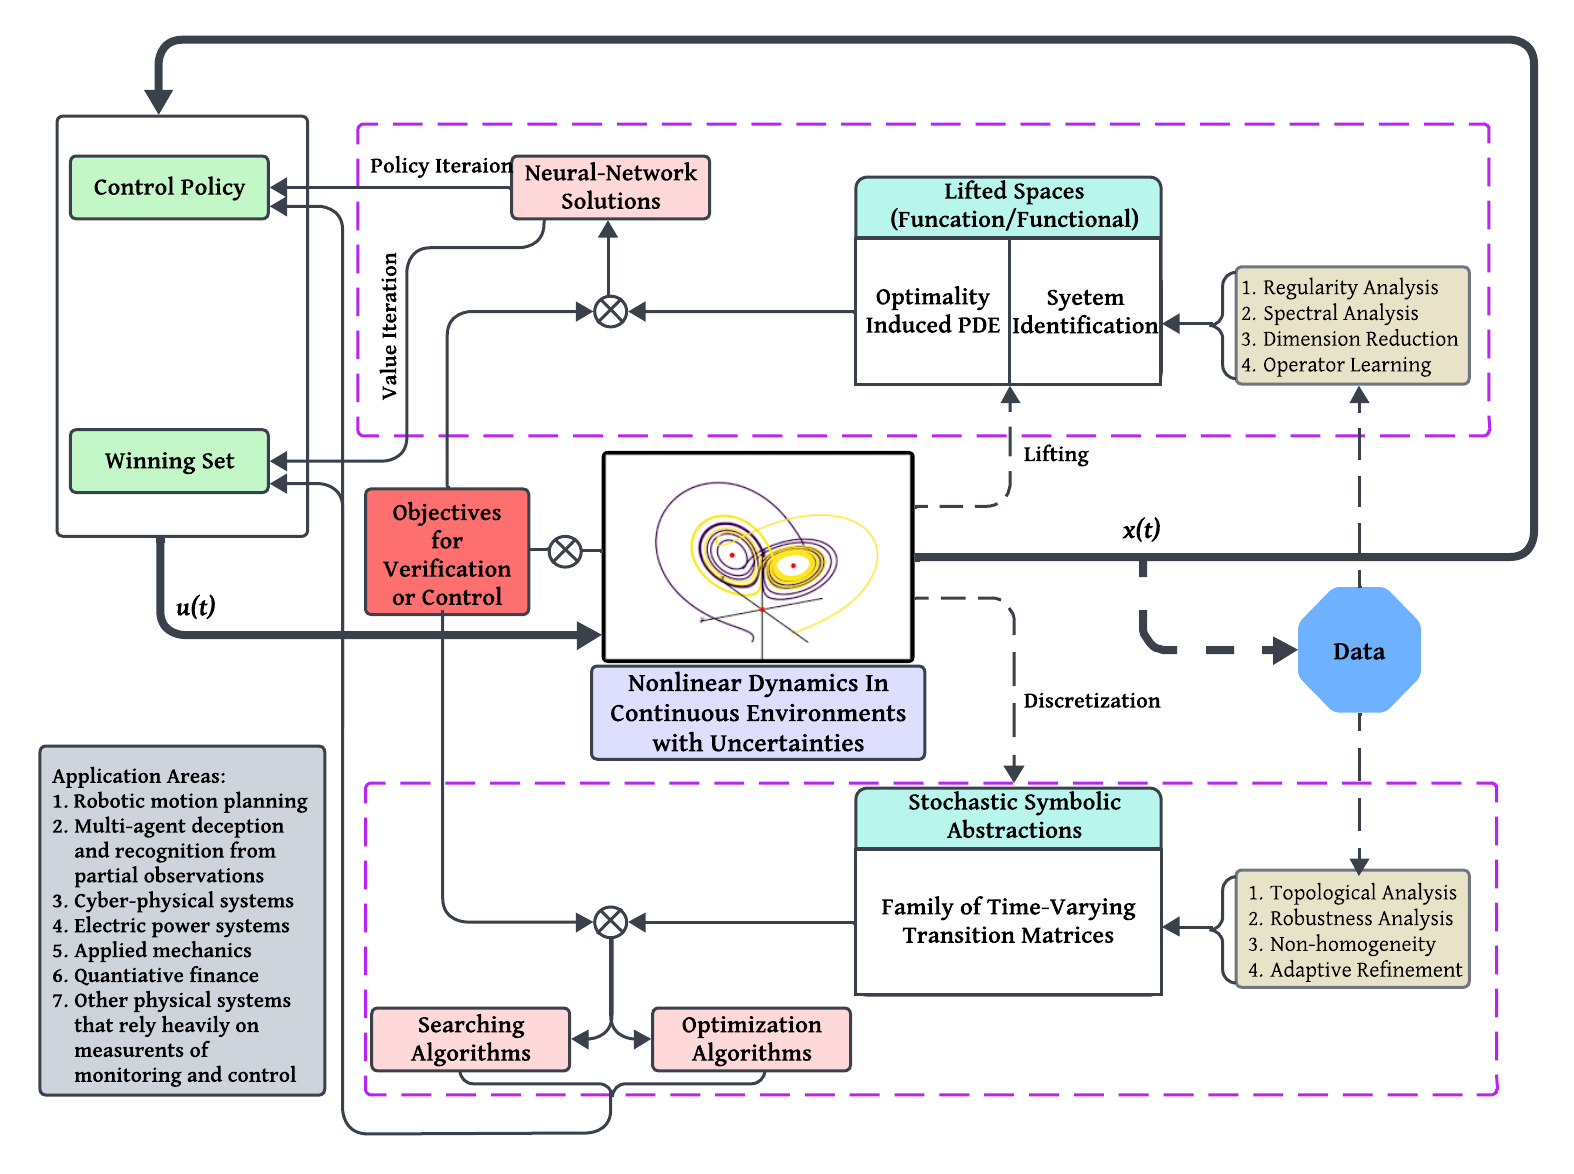 Control Policy
Policy Iteraion
Neural-Network
Solutions
Lifted Spaces
(Funcation/Functional)
Optimality
Induced PDE
Syetem
Identification
1. Regularity Analysis
2. Spectral Analysis
3. Dimension Reduction
4. Operator Learning
Value Iteration
Winning Set
Lifting
Objectives
for
Verification
or Control
x(t)
u(t)
Data
Nonlinear Dynamics In
Continuous Environments
with Uncertainties
Discretization
Application Areas:
1. Robotic motion planning
2. Multi-agent deception
and recognition from
partial observations
3. Cyber-physical systems
4. Electric power systems
5. Applied mechanics
6. Quantiative finance
7. Other physical systems
that rely heavily on
measurents of
monitoring and control
Stochastic Symbolic
Abstractions
Family of Time-Varying
Transition Matrices
1. Topological Analysis
2. Robustness Analysis
3. Non-homogeneity
4. Adaptive Refinement
Searching
Algorithms
Optimization
Algorithms